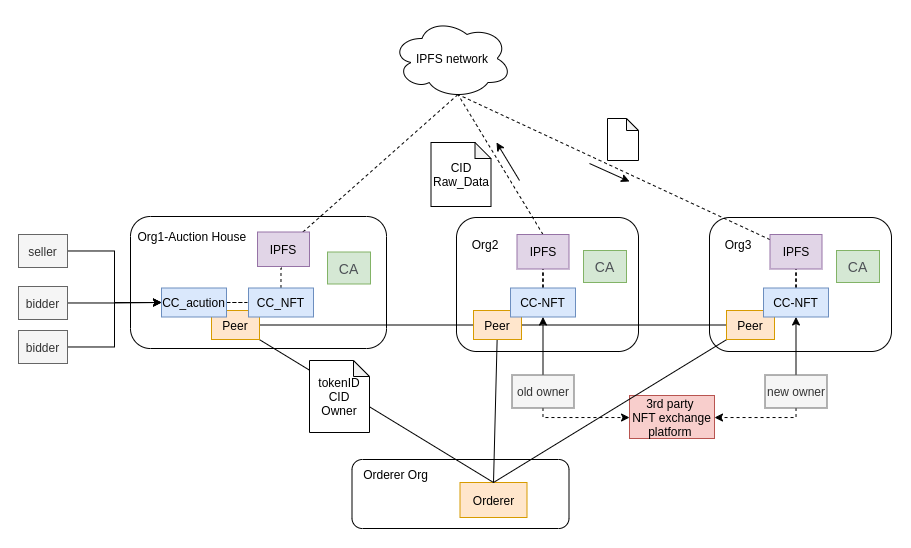 IPFS network
CID
Raw_Data
Org1-Auction House
IPFS
CA
Org2
IPFS
CA
Org3
IPFS
CA
seller
bidder
bidder
CC_acution
CC_NFT
Peer
CC-NFT
Peer
CC-NFT
Peer
tokenID
CID
Owner
old owner
3rd party
NFT exchange
platform
new owner
Orderer Org
Orderer